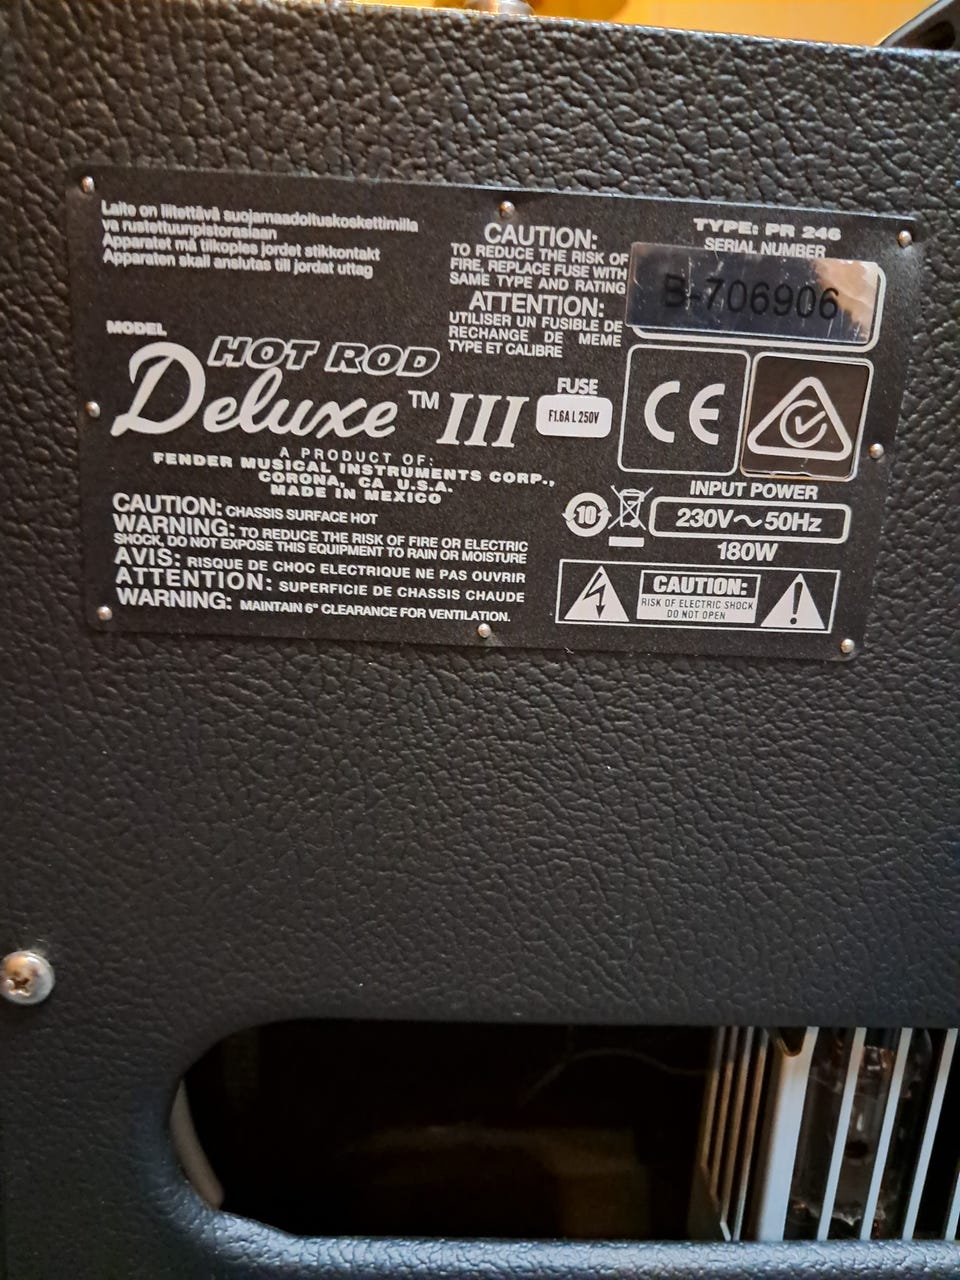 Laite on liitettävä suojamaadoituskoskettimilla
va rustettuunpistorasiaan
Apparatet må tilkoples jordet stikkontakt
Apparaten skall anslutas till jordat uttag
CAUTION:
TO REDUCE THE RISK OF
FIRE, REPLACE FUSE WITH
SAME TYPE AND RATING
ATTENTION:
UTILISER UN FUSIBLE DE
RECHANGE DE MEME
TYPE ET CALIBRE
TYPE: PR 246
SERIAL NUMBER
B-706906
MODEL
HOT ROD
Deluxe™ III
FUSE
F1.6A L 250V
CE
A PRODUCT OF:
FENDER MUSICAL INSTRUMENTS CORP.,
CORONA, CA U.S.A.
MADE IN MEXICO
10
INPUT POWER
230V～50Hz
180W
CAUTION: CHASSIS SURFACE HOT
WARNING: TO REDUCE THE RISK OF FIRE OR ELECTRIC
SHOCK, DO NOT EXPOSE THIS EQUIPMENT TO RAIN OR MOISTURE
AVIS: RISQUE DE CHOC ELECTRIQUE NE PAS OUVRIR
ATTENTION: SUPERFICIE DE CHASSIS CHAUDE
WARNING: MAINTAIN 6" CLEARANCE FOR VENTILATION.
CAUTION:
RISK OF ELECTRIC SHOCK
DO NOT OPEN